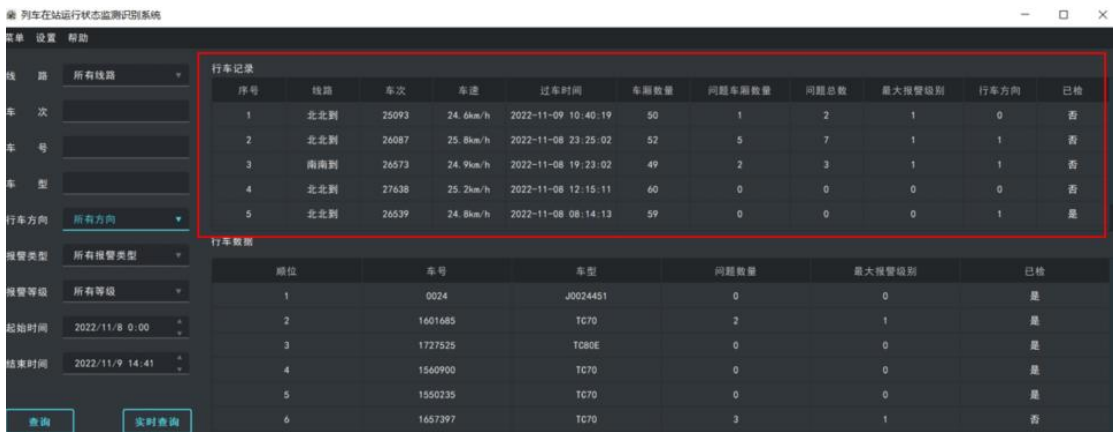 列车在站运行状态监测识别系统
菜单 设置 帮助
线 路 所有线路
车 次
车 号
车 型
行车方向 所有方向
报警类型 所有报警类型
报警等级 所有等级
起始时间 2022/11/8 0:00
结束时间 2022/11/9 14:41
查询 实时查询
行车记录
序号 线路 车次 车速 过车时间 车厢数量 问题车厢数量 问题总数 最大报警级别 行车方向 已检
1 北北到 25093 24.6km/h 2022-11-09 10:40:19 50 1 2 1 0 否
2 北北到 26087 25.8km/h 2022-11-08 23:25:02 52 5 7 1 1 否
3 南南到 26573 24.9km/h 2022-11-08 19:23:02 49 2 3 1 1 否
4 北北到 27638 25.2km/h 2022-11-08 12:15:11 60 0 0 0 0 否
5 北北到 26539 24.8km/h 2022-11-08 08:14:13 59 0 0 0 1 是
行车数据
顺位 车号 车型 问题数量 最大报警级别 已检
1 0024 J0024451 0 0 是
2 1601685 TC70 2 1 是
3 1727525 TC80E 0 0 是
4 1560900 TC70 0 0 是
5 1550235 TC70 0 0 是
6 1657397 TC70 3 1 否